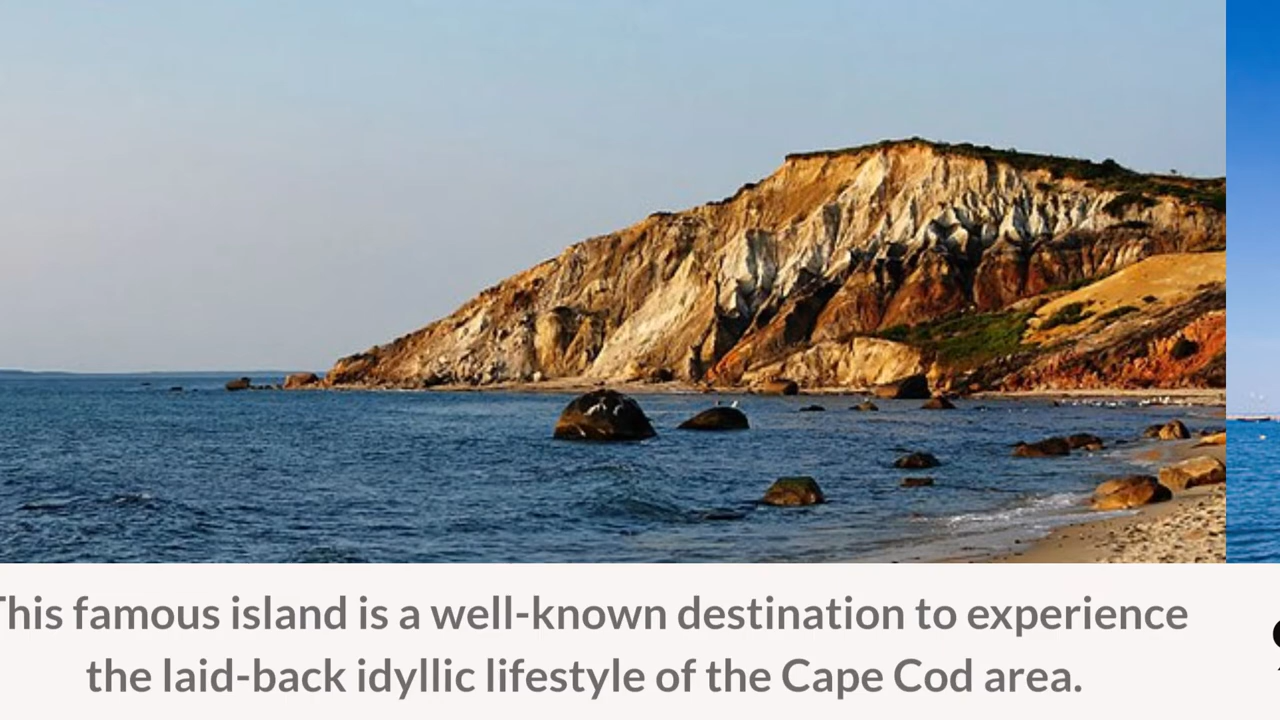 This famous island is a well-known destination to experience
the laid-back idyllic lifestyle of the Cape Cod area.